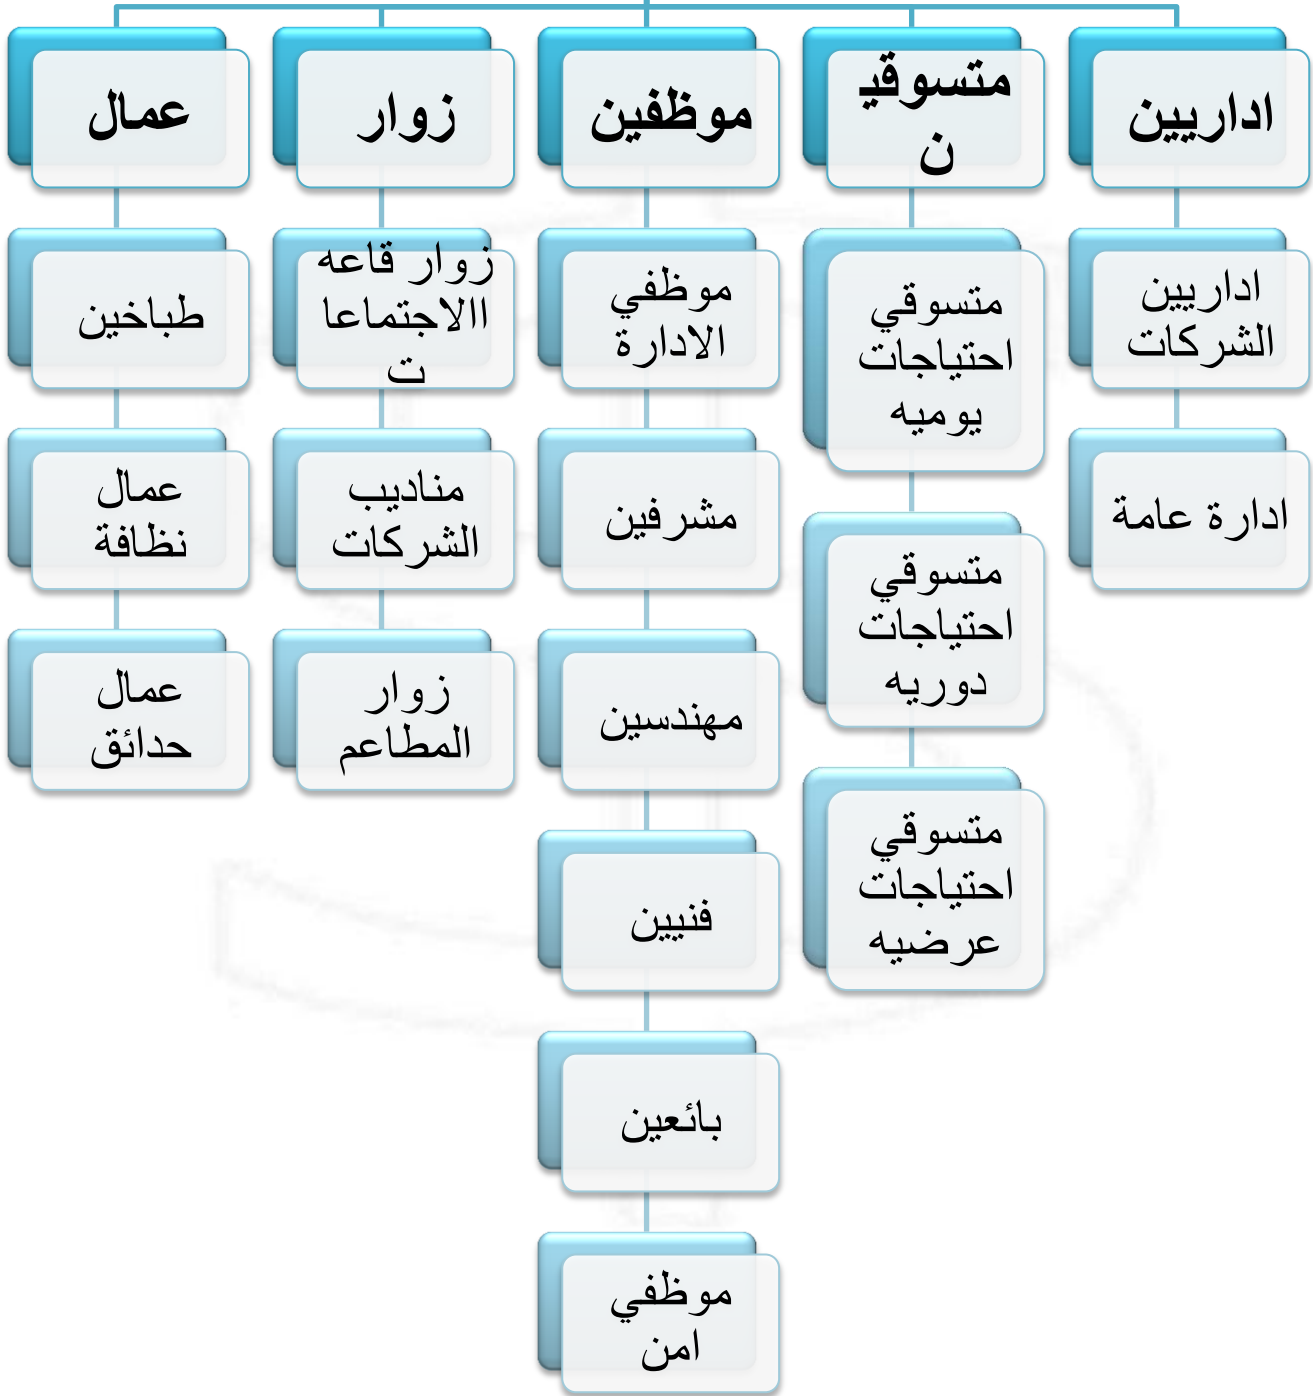 اداريين
متسوقي
ن
موظفين
زوار
عمال
اداريين
الشركات
ادارة عامة
متسوقي
احتياجات
يوميه
متسوقي
احتياجات
دوريه
متسوقي
احتياجات
عرضيه
موظفي
الادارة
مشرفين
مهندسين
فنيين
بائعين
موظفي
امن
زوار قاعه
االاجتماعا
ت
مناديب
الشركات
زوار
المطاعم
طباخين
عمال
نظافة
عمال
حدائق